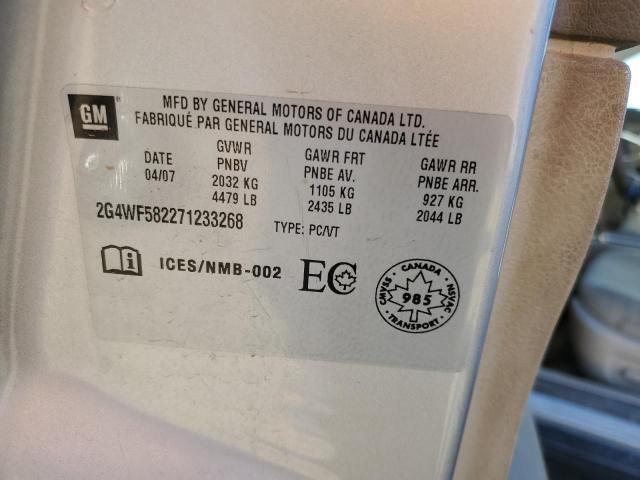 GM
MFD BY GENERAL MOTORS OF CANADA LTD.
FABRIQUÉ PAR GENERAL MOTORS DU CANADA LTÉE
DATE GVWR GAWR FRT GAWR RR
04/07 PNBV PNBE AV. PNBE ARR.
2032 KG 1105 KG 927 KG
4479 LB 2435 LB 2044 LB
2G4WF582271233268 TYPE: PC/VT
ICES/NMB-002 EC
CANADA
CMVSS 985 NSVAC
TRANSPORT